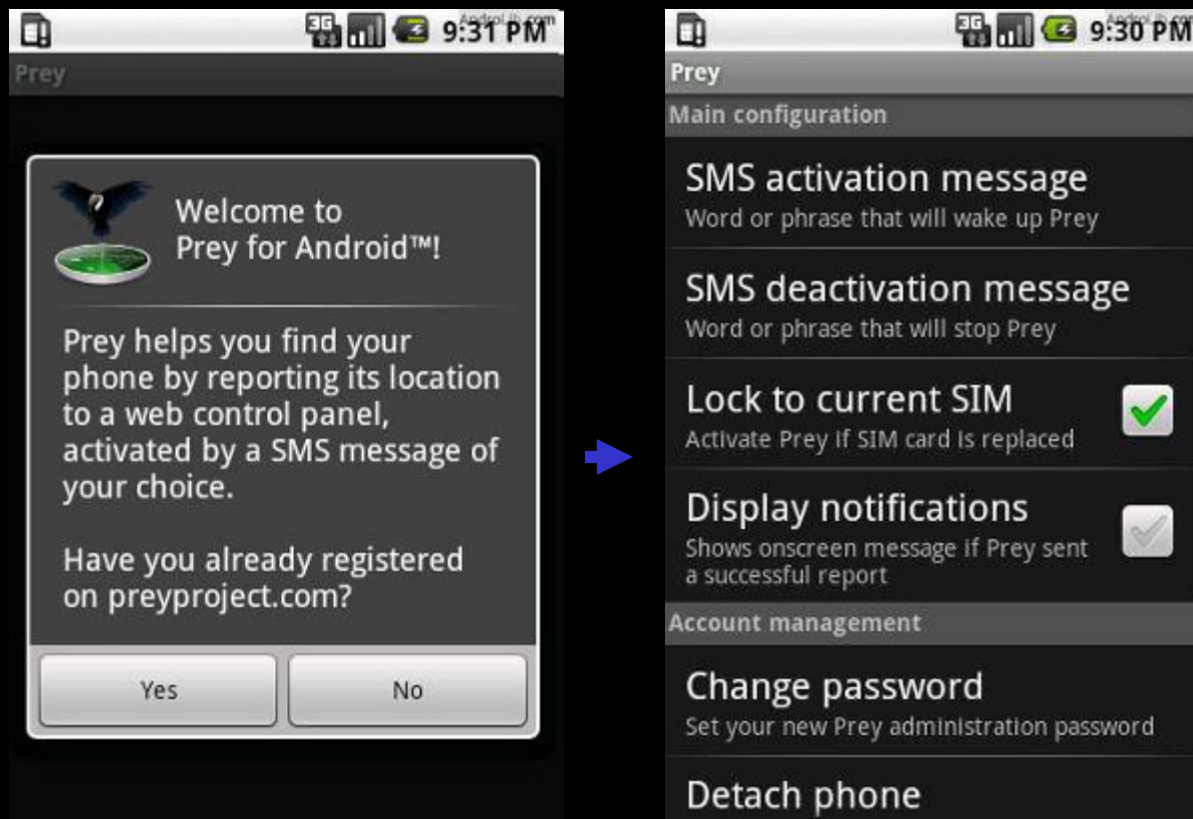 AndroLib.com
3G 9:31 PM
Prey
Welcome to
Prey for Android™!
Prey helps you find your
phone by reporting its location
to a web control panel,
activated by a SMS message of
your choice.
Have you already registered
on preyproject.com?
Yes No
3G 9:30 PM
Prey
Main configuration
SMS activation message
Word or phrase that will wake up Prey
SMS deactivation message
Word or phrase that will stop Prey
Lock to current SIM
Activate Prey if SIM card is replaced
Display notifications
Shows onscreen message if Prey sent
a successful report
Account management
Change password
Set your new Prey administration password
Detach phone